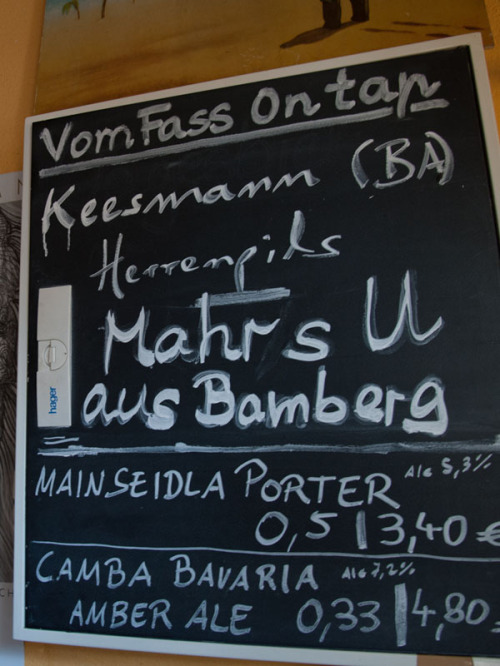 Vom Fass On tap
Keesmann (BA)
Herrenpils
Mahrs U
aus Bamberg
hager
MAINSEIDLA PORTER Alc 5,3%
0,5 | 3,40 €
CAMBA BAVARIA Alc 7,2%
AMBER ALE 0,33 | 4,80